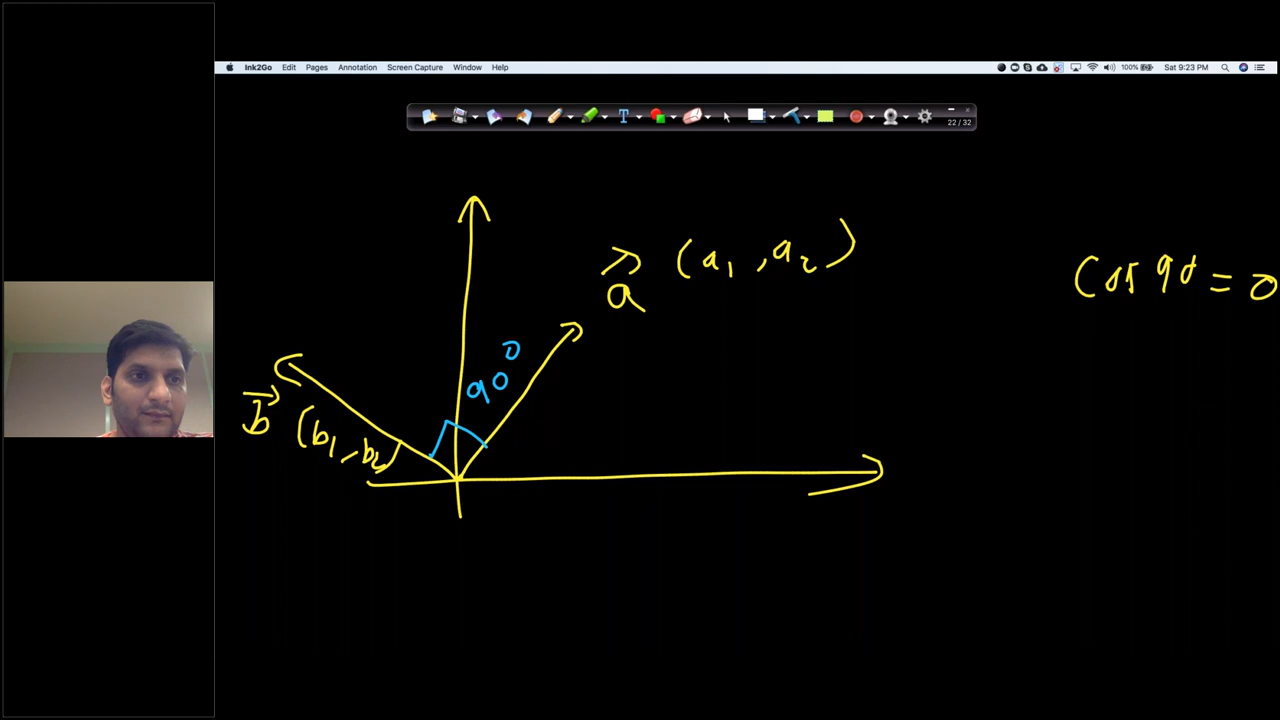 Ink2Go Edit Pages Annotation Screen Capture Window Help 100% Sat 9:23 PM
22 / 32
a (a1, a2)
cos 90 = 0
90°
b (b1, b2)